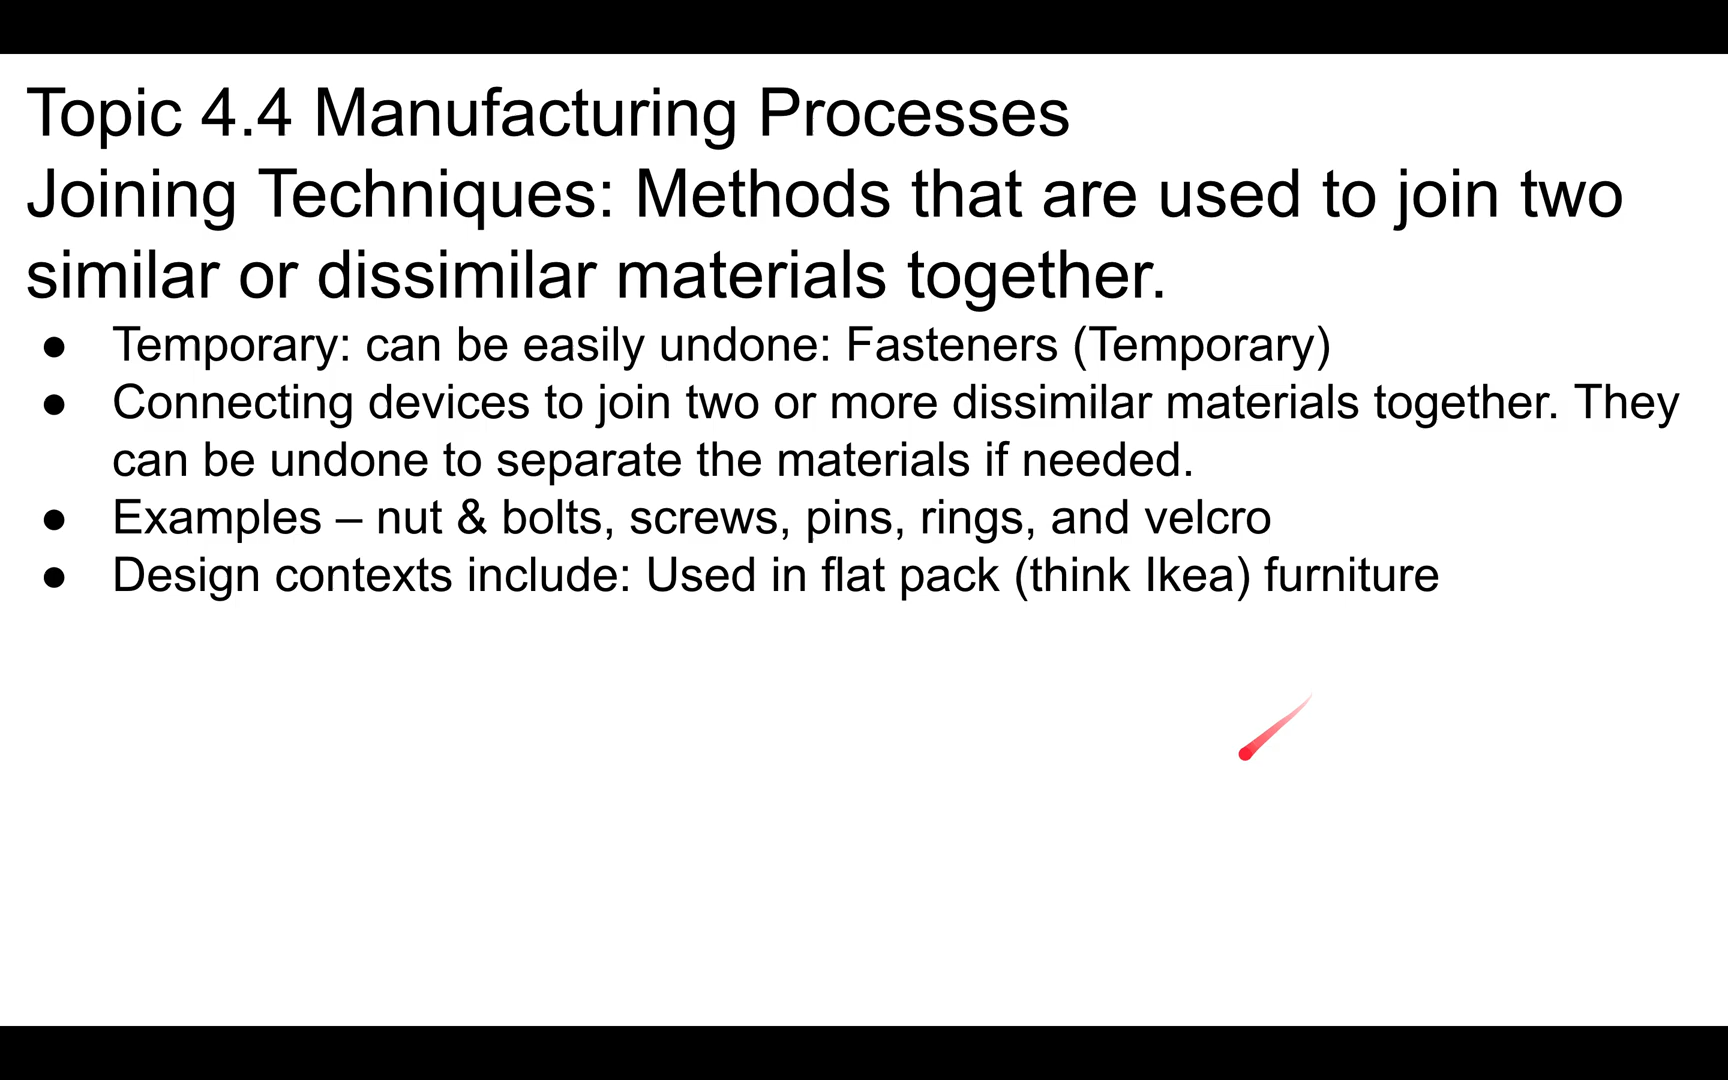 Topic 4.4 Manufacturing Processes
Joining Techniques: Methods that are used to join two
similar or dissimilar materials together.
● Temporary: can be easily undone: Fasteners (Temporary)
● Connecting devices to join two or more dissimilar materials together. They
can be undone to separate the materials if needed.
● Examples – nut & bolts, screws, pins, rings, and velcro
● Design contexts include: Used in flat pack (think Ikea) furniture